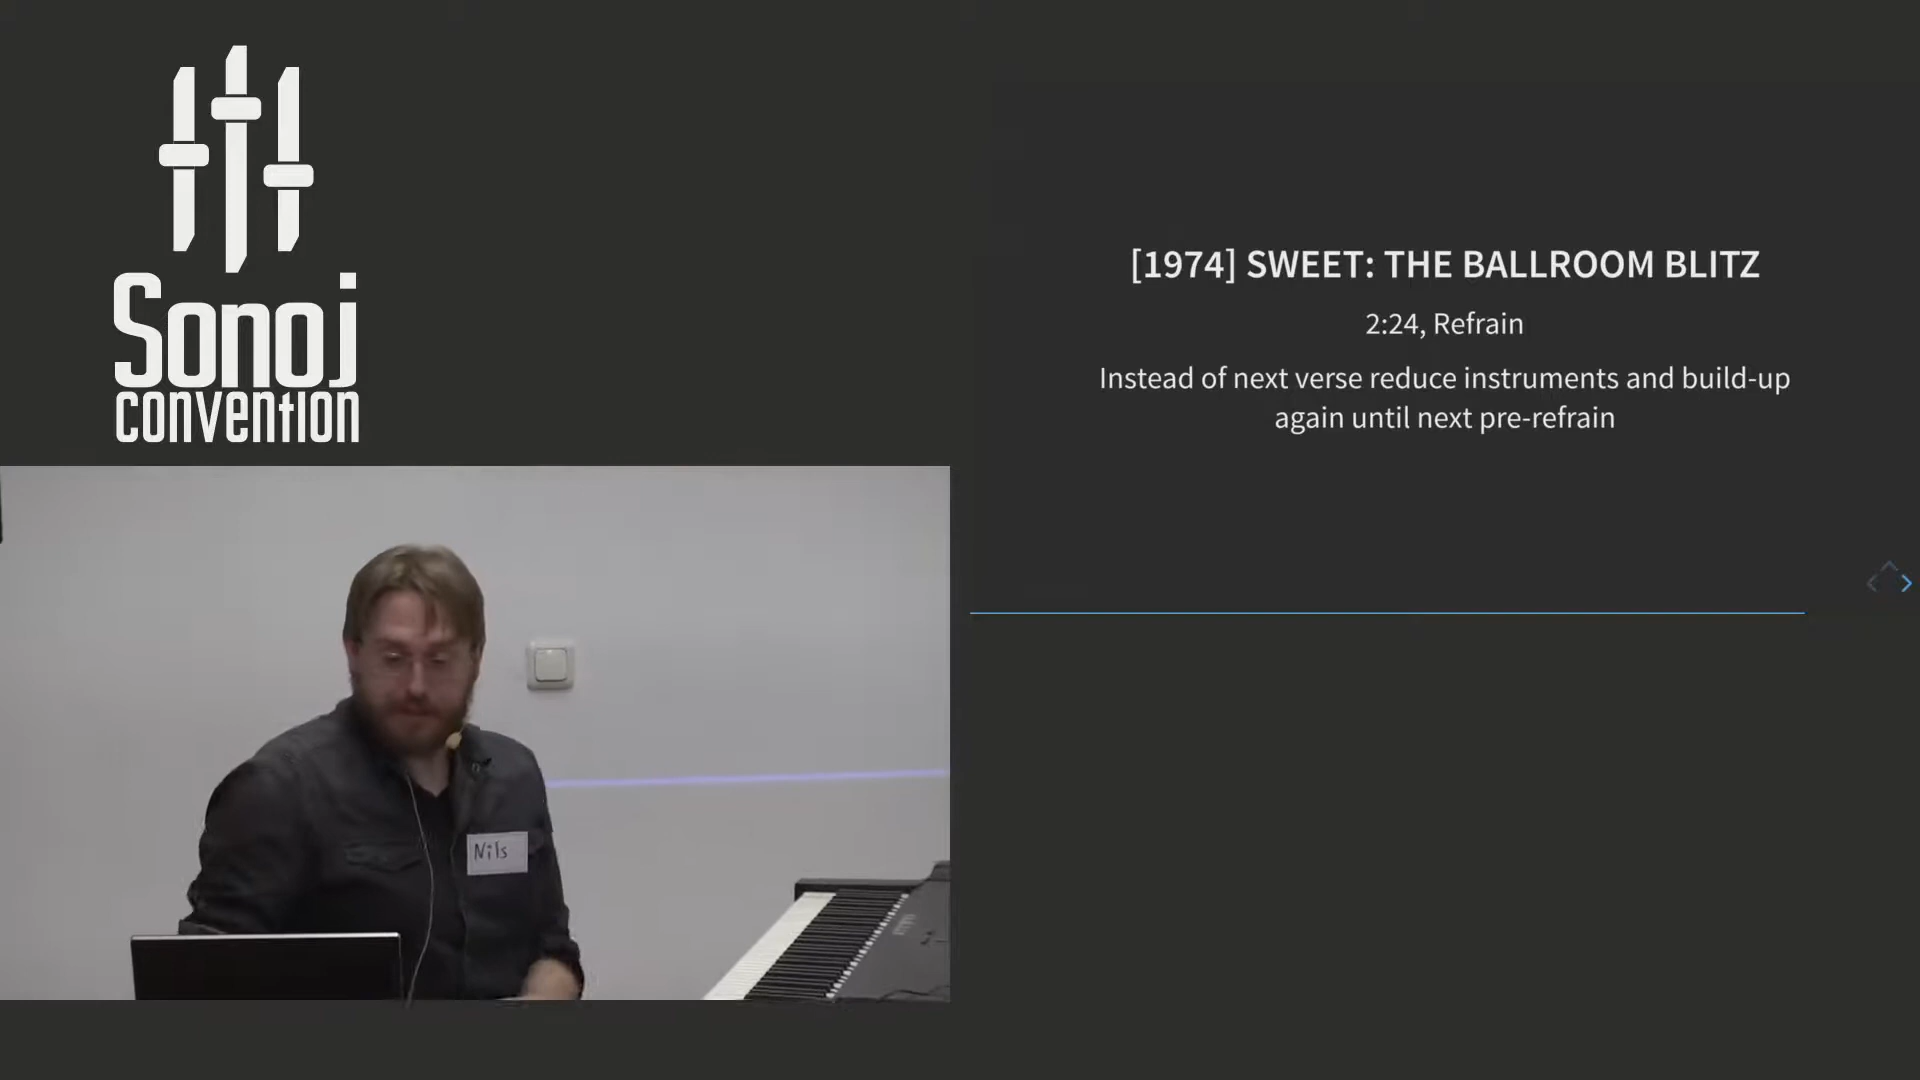 Sonoj
convention
[1974] SWEET: THE BALLROOM BLITZ
2:24, Refrain
Instead of next verse reduce instruments and build-up
again until next pre-refrain
Nils